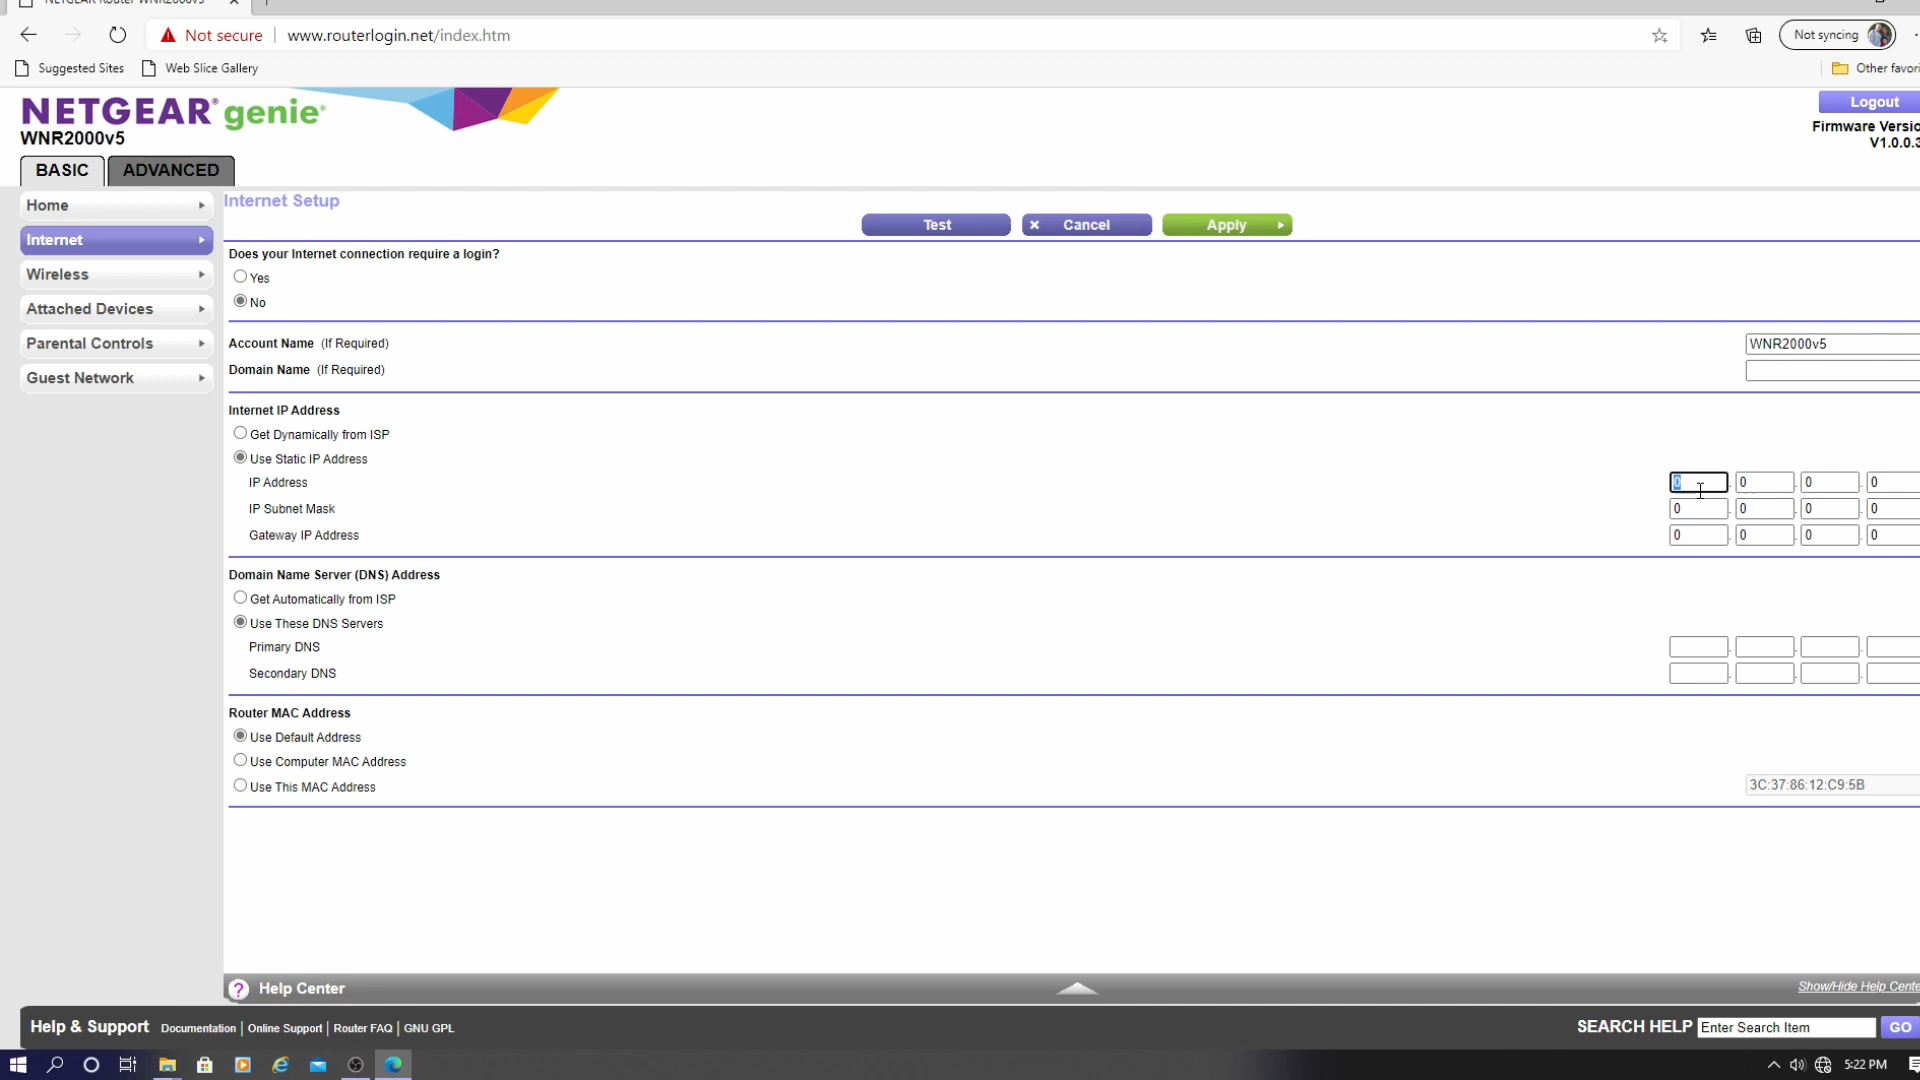 NETGEAR Router WNR2000v5
Not secure www.routerlogin.net/index.htm Not syncing
Suggested Sites Web Slice Gallery Other favori
NETGEAR® genie®
WNR2000v5
Logout
Firmware Versio
V1.0.0.3
BASIC ADVANCED
Home
Internet
Wireless
Attached Devices
Parental Controls
Guest Network
Internet Setup
Test × Cancel Apply
Does your Internet connection require a login?
Yes
No
Account Name (If Required) WNR2000v5
Domain Name (If Required)
Internet IP Address
Get Dynamically from ISP
Use Static IP Address
IP Address 0 . 0 . 0 . 0
IP Subnet Mask 0 . 0 . 0 . 0
Gateway IP Address 0 . 0 . 0 . 0
Domain Name Server (DNS) Address
Get Automatically from ISP
Use These DNS Servers
Primary DNS . . .
Secondary DNS . . .
Router MAC Address
Use Default Address
Use Computer MAC Address
Use This MAC Address 3C:37:86:12:C9:5B
? Help Center Show/Hide Help Cente
Help & Support Documentation | Online Support | Router FAQ | GNU GPL SEARCH HELP Enter Search Item GO
5:22 PM